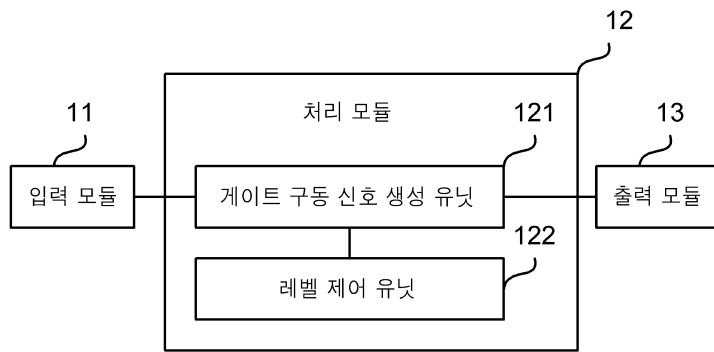 12
처리 모듈
11
121
13
입력 모듈
게이트 구동 신호 생성 유닛
출력 모듈
122
레벨 제어 유닛